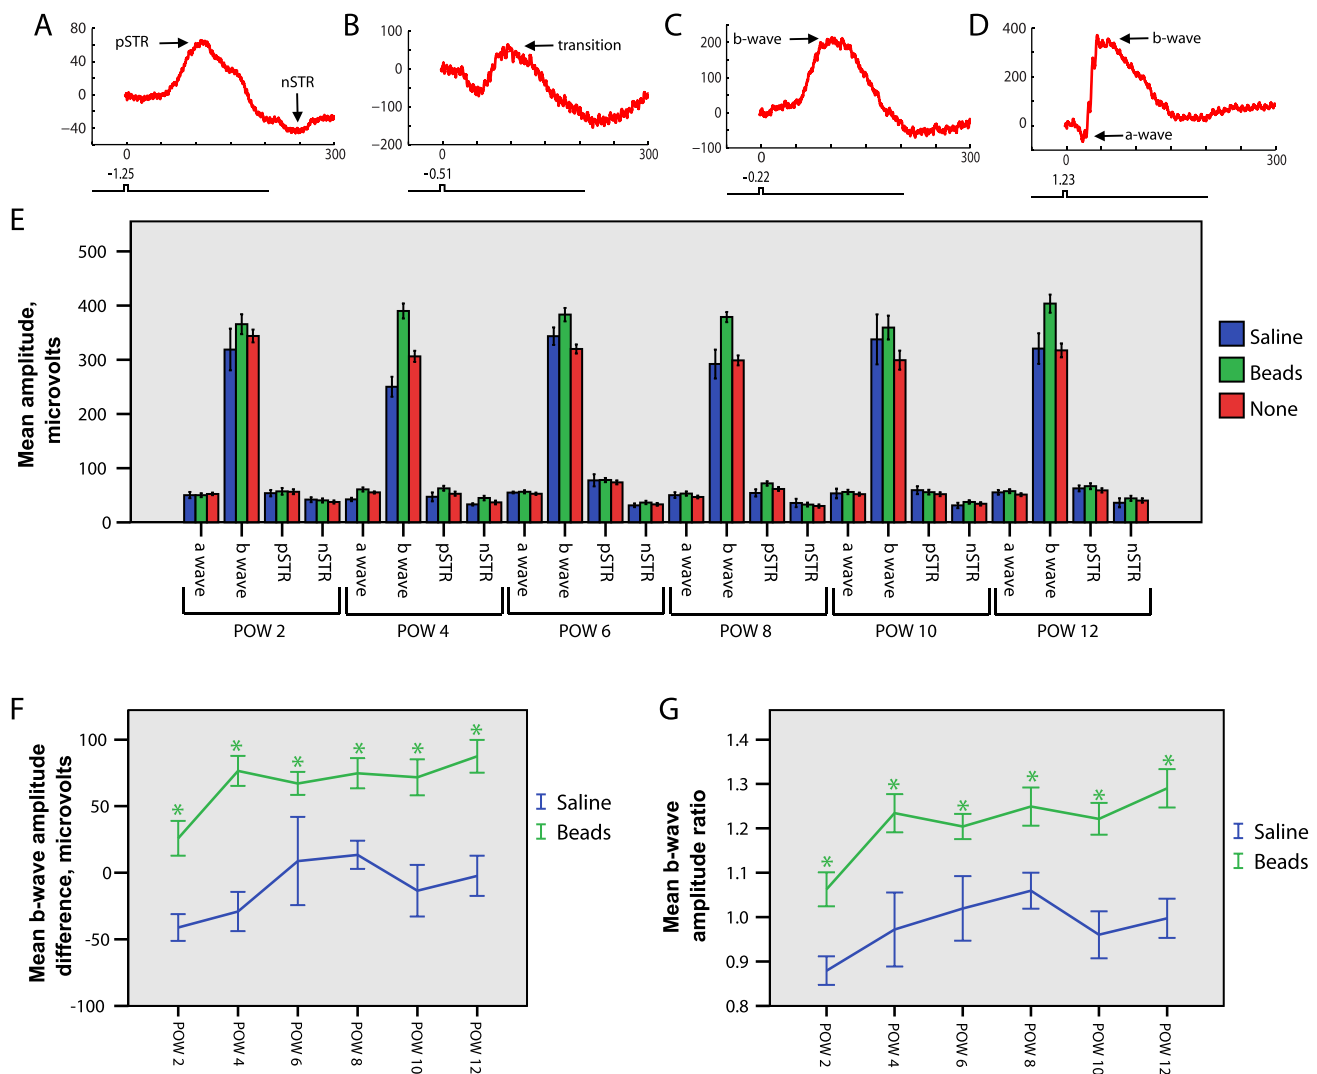 A
80
40
0
−40
pSTR
nSTR
0
300
-1.25
B
100
0
−100
−200
transition
0
300
-0.51
C
200
100
0
−100
b-wave
0
300
-0.22
D
400
200
0
b-wave
a-wave
0
300
1.23
E
Mean amplitude,
microvolts
500
400
300
200
100
0
Saline
Beads
None
a wave
b wave
pSTR
nSTR
a wave
b wave
pSTR
nSTR
a wave
b wave
pSTR
nSTR
a wave
b wave
pSTR
nSTR
a wave
b wave
pSTR
nSTR
a wave
b wave
pSTR
nSTR
POW 2
POW 4
POW 6
POW 8
POW 10
POW 12
F
Mean b-wave amplitude
difference, microvolts
100
50
0
-50
-100
* * * * * *
Saline
Beads
POW 2
POW 4
POW 6
POW 8
POW 10
POW 12
G
Mean b-wave
amplitude ratio
1.4
1.3
1.2
1.1
1.0
0.9
0.8
* * * * * *
Saline
Beads
POW 2
POW 4
POW 6
POW 8
POW 10
POW 12